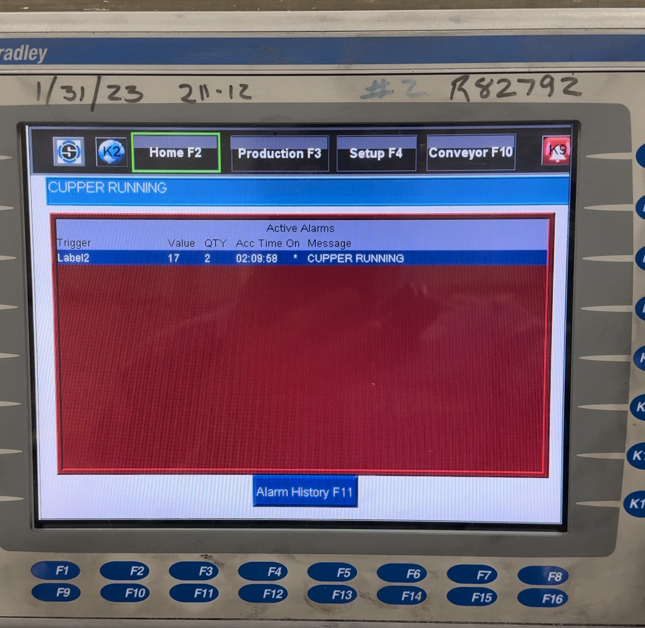 radley
1/31/23 211-12 #2 R82792
K2 Home F2 Production F3 Setup F4 Conveyor F10 K9
CUPPER RUNNING
Active Alarms
Trigger Value QTY Acc Time On Message
Label2 17 2 02:09:58 * CUPPER RUNNING
Alarm History F11
F1 F2 F3 F4 F5 F6 F7 F8
F9 F10 F11 F12 F13 F14 F15 F16